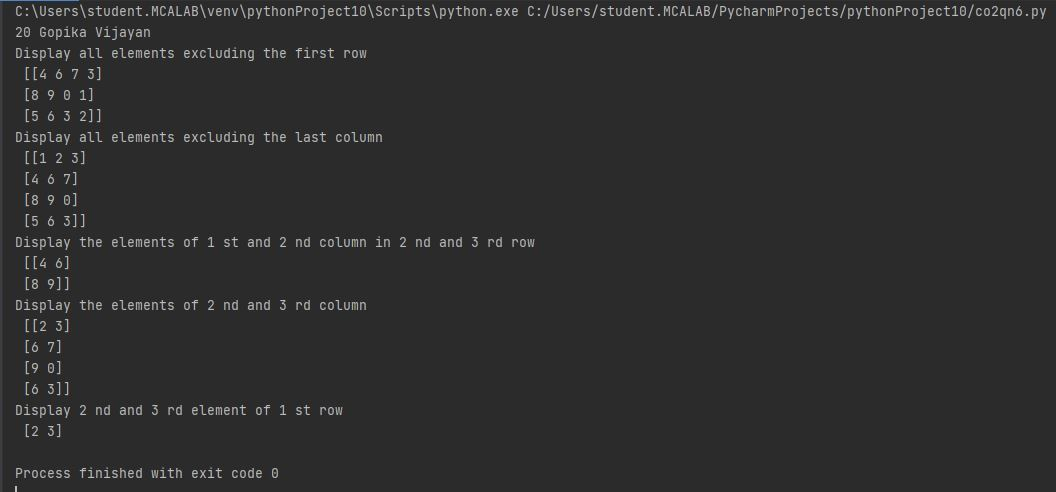 C:\Users\student.MCALAB\venv\pythonProject10\Scripts\python.exe C:/Users/student.MCALAB/PycharmProjects/pythonProject10/co2qn6.py
20 Gopika Vijayan
Display all elements excluding the first row
 [[4 6 7 3]
 [8 9 0 1]
 [5 6 3 2]]
Display all elements excluding the last column
 [[1 2 3]
 [4 6 7]
 [8 9 0]
 [5 6 3]]
Display the elements of 1 st and 2 nd column in 2 nd and 3 rd row
 [[4 6]
 [8 9]]
Display the elements of 2 nd and 3 rd column
 [[2 3]
 [6 7]
 [9 0]
 [6 3]]
Display 2 nd and 3 rd element of 1 st row
 [2 3]
Process finished with exit code 0